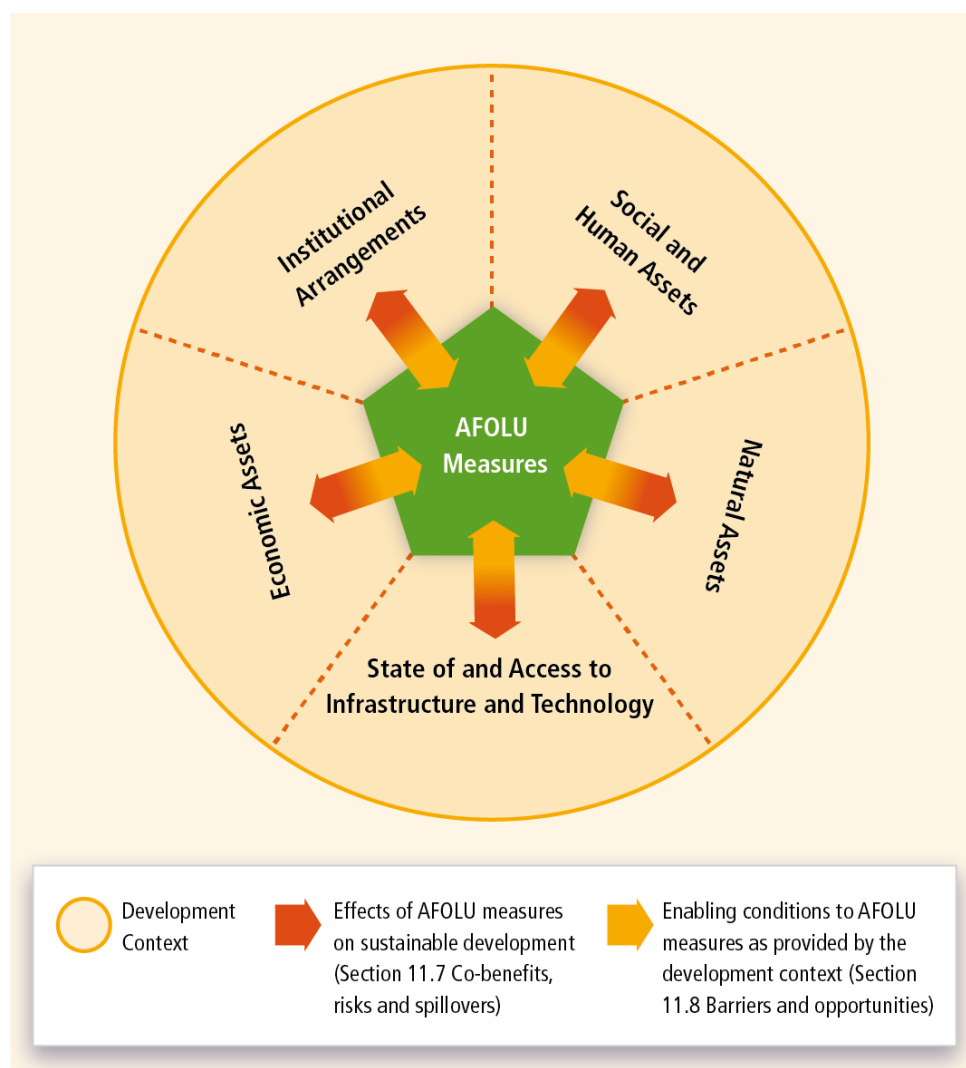 Institutional
Arrangements
Social and
Human Assets
Economic Assets
AFOLU
Measures
Natural Assets
State of and Access to
Infrastructure and Technology
Development
Context
Effects of AFOLU measures
on sustainable development
(Section 11.7 Co-benefits,
risks and spillovers)
Enabling conditions to AFOLU
measures as provided by the
development context (Section
11.8 Barriers and opportunities)